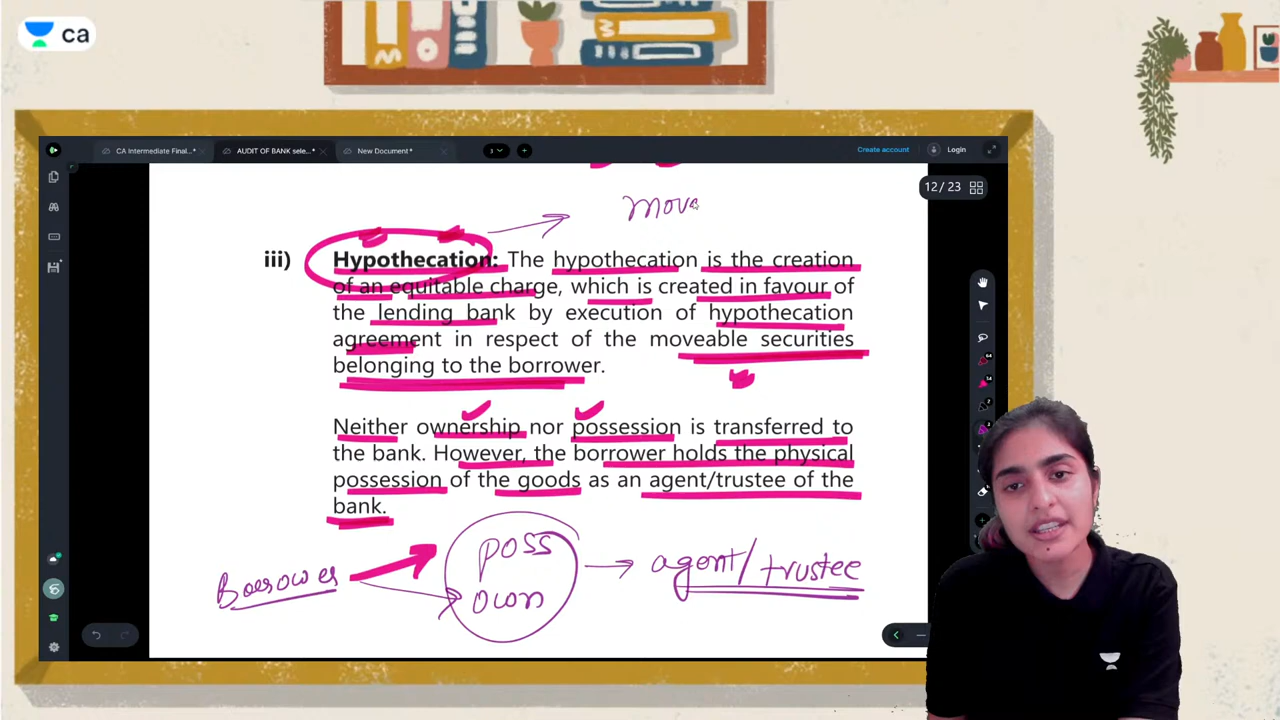 ca
CA Intermediate Final...*
AUDIT OF BANK sele...*
New Document*
3
Create account
Login
12/ 23
mova
iii) Hypothecation: The hypothecation is the creation
of an equitable charge, which is created in favour of
the lending bank by execution of hypothecation
agreement in respect of the moveable securities
belonging to the borrower.
Neither ownership nor possession is transferred to
the bank. However, the borrower holds the physical
possession of the goods as an agent/trustee of the
bank.
Borrower
poss
own
agent/trustee